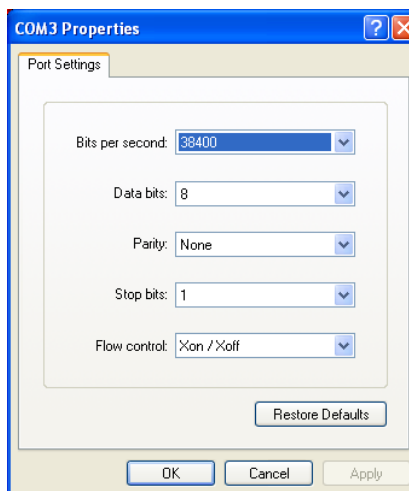 COM3 Properties
Port Settings
Bits per second: 38400
Data bits: 8
Parity: None
Stop bits: 1
Flow control: Xon / Xoff
Restore Defaults
OK Cancel Apply